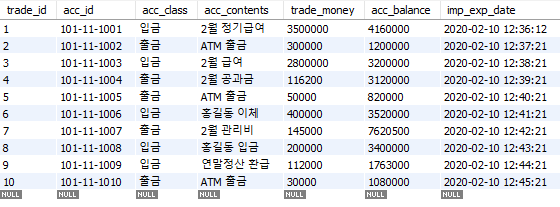 trade_id acc_id acc_class acc_contents trade_money acc_balance imp_exp_date
1 101-11-1001 입금 2월 정기급여 3500000 4160000 2020-02-10 12:36:12
2 101-11-1002 출금 ATM 출금 300000 1200000 2020-02-10 12:37:21
3 101-11-1003 입금 2월 급여 2800000 3200000 2020-02-10 12:38:21
4 101-11-1004 출금 2월 공과금 116200 3120000 2020-02-10 12:39:21
5 101-11-1005 출금 ATM 출금 50000 820000 2020-02-10 12:40:21
6 101-11-1006 입금 홍길동 이체 400000 3520000 2020-02-10 12:41:21
7 101-11-1007 출금 2월 관리비 145000 7620500 2020-02-10 12:42:21
8 101-11-1008 입금 홍길동 입금 200000 3400000 2020-02-10 12:43:21
9 101-11-1009 입금 연말정산 환급 112000 1763000 2020-02-10 12:44:21
10 101-11-1010 출금 ATM 출금 30000 1080000 2020-02-10 12:45:21
NULL NULL NULL NULL NULL NULL NULL